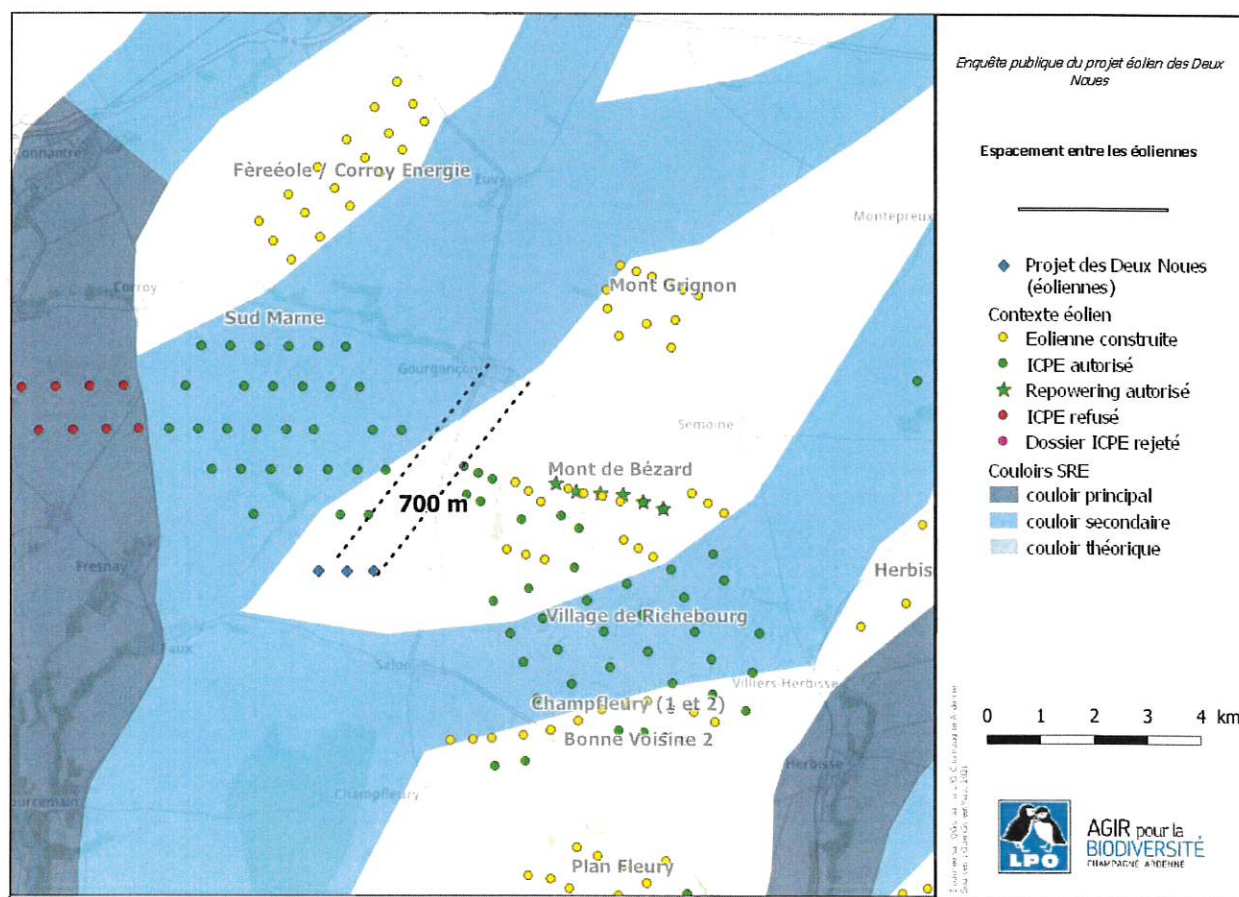 Connantre
Fèreéole / Corroy Energie
Euvy
Montepreux
Corroy
Mont Grignon
Sud Marne
Gourgançon
Semoine
Mont de Bézard
700 m
Fresnay
Herbis
Village de Richebourg
Faux
Salon
Villiers-Herbisse
Champfleury (1 et 2)
Bonne Voisine 2
Herbisse
Champfleury
ourcemain
Plan Fleury
Enquête publique du projet éolien des Deux
Noues
Espacement entre les éoliennes
Projet des Deux Noues
(éoliennes)
Contexte éolien
Eolienne construite
ICPE autorisé
Repowering autorisé
ICPE refusé
Dossier ICPE rejeté
Couloirs SRE
couloir principal
couloir secondaire
couloir théorique
0 1 2 3 4 km
LPO
AGIR pour la
BIODIVERSITÉ
CHAMPAGNE ARDENNE